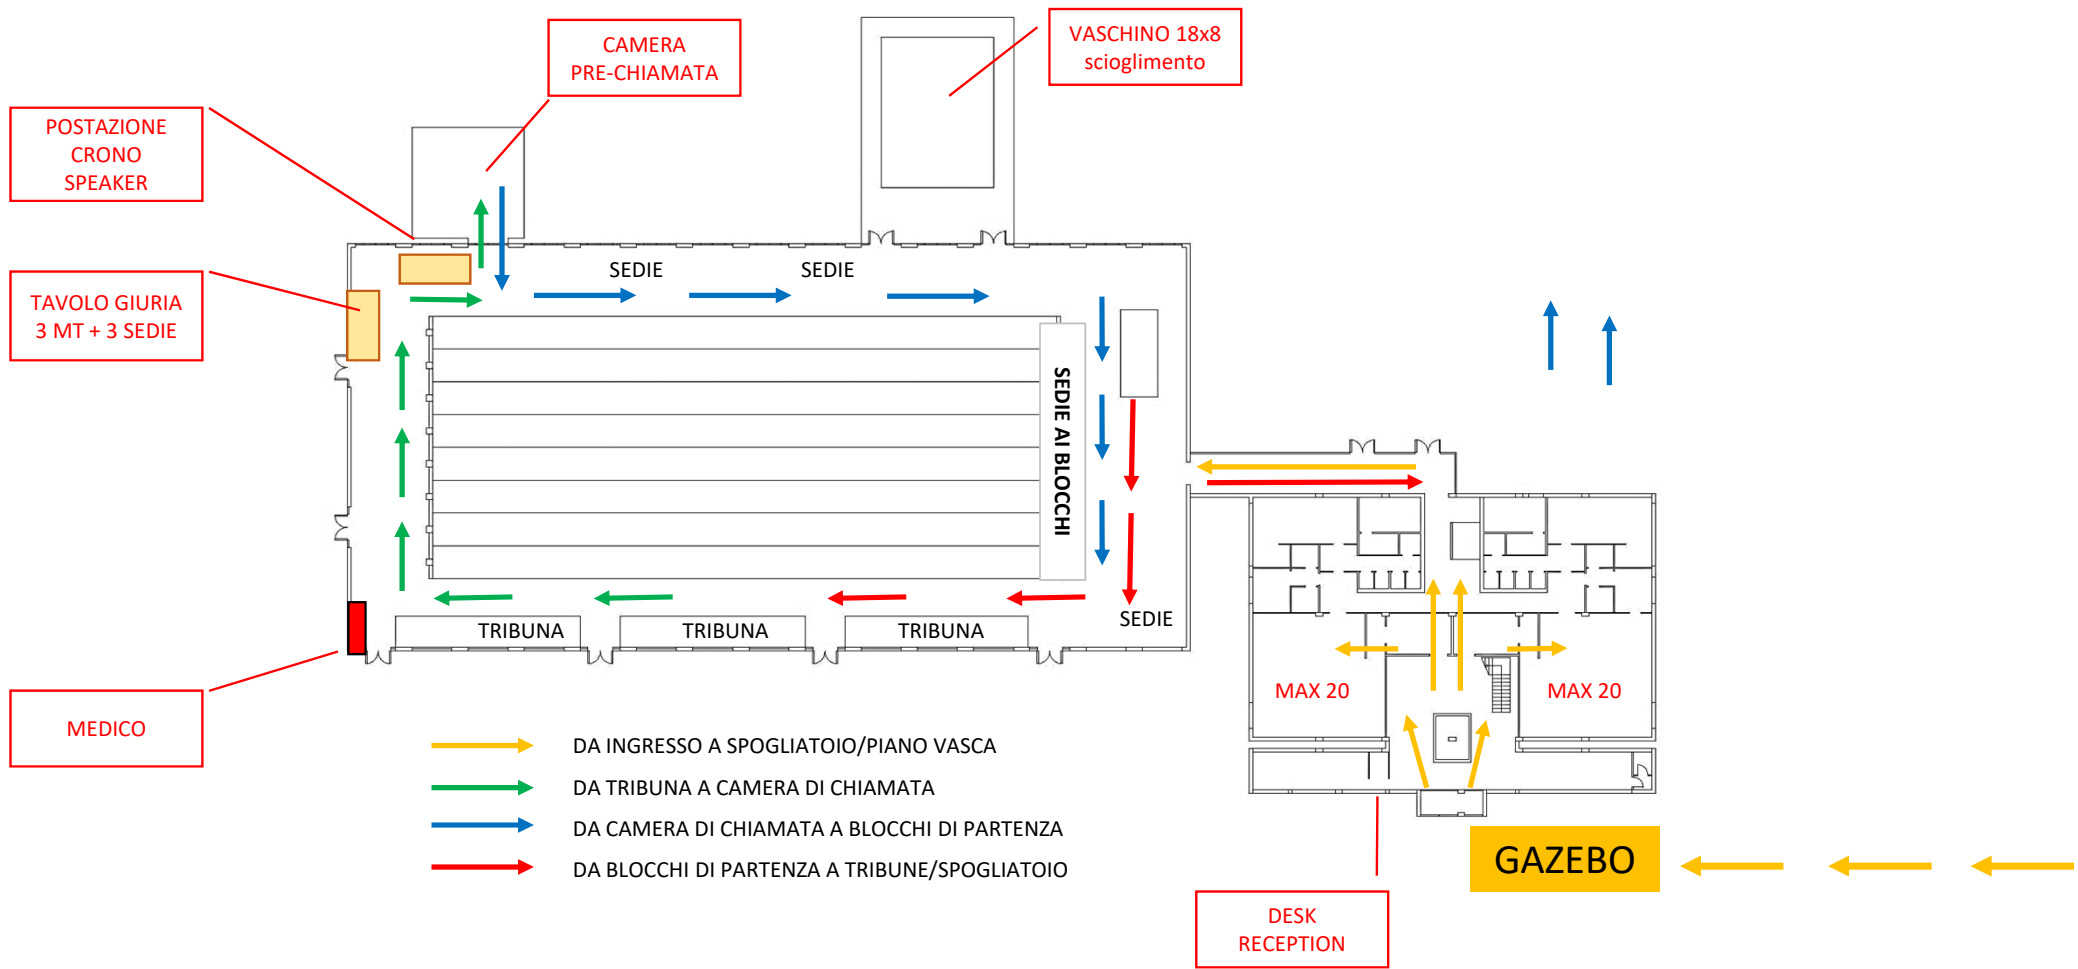 CAMERA
PRE-CHIAMATA
VASCHINO 18x8
scioglimento
POSTAZIONE
CRONO
SPEAKER
TAVOLO GIURIA
3 MT + 3 SEDIE
SEDIE
SEDIE
SEDIE AI BLOCCHI
SEDIE
TRIBUNA
TRIBUNA
TRIBUNA
MEDICO
MAX 20
MAX 20
DA INGRESSO A SPOGLIATOIO/PIANO VASCA
DA TRIBUNA A CAMERA DI CHIAMATA
DA CAMERA DI CHIAMATA A BLOCCHI DI PARTENZA
DA BLOCCHI DI PARTENZA A TRIBUNE/SPOGLIATOIO
GAZEBO
DESK
RECEPTION